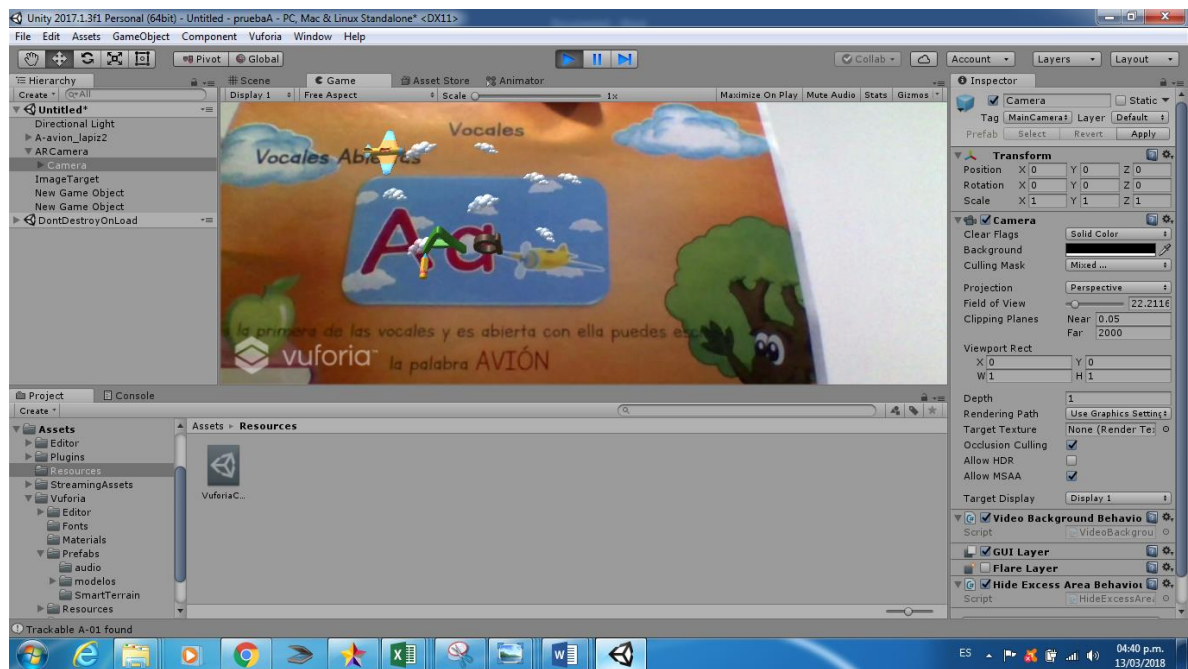 Unity 2017.1.3f1 Personal (64bit) - Untitled - pruebaA - PC, Mac & Linux Standalone* <DX11>
File Edit Assets GameObject Component Vuforia Window Help
Pivot Global Collab Account Layers Layout
Hierarchy
Create All
Untitled*
Directional Light
A-avion_lapiz2
ARCamera
Camera
ImageTarget
New Game Object
New Game Object
DontDestroyOnLoad
Scene Game Asset Store Animator
Display 1 Free Aspect Scale 1x Maximize On Play Mute Audio Stats Gizmos
Vocales
Vocales
Aa
a
la primera de las vocales y es abierta con ella puedes
la palabra AVIÓN
vuforia™
Inspector
Camera Static
Tag MainCamera Layer Default
Prefab Select Revert Apply
Transform
Position X 0 Y 0 Z 0
Rotation X 0 Y 0 Z 0
Scale X 1 Y 1 Z 1
Camera
Clear Flags Solid Color
Background
Culling Mask Mixed ...
Projection Perspective
Field of View 22.2116
Clipping Planes Near 0.05
Far 2000
Viewport Rect
X 0 Y 0
W 1 H 1
Depth 1
Rendering Path Use Graphics Setting
Target Texture None (Render Te
Occlusion Culling
Allow HDR
Allow MSAA
Target Display Display 1
Video Background Behavio
Script VideoBackgrou
GUI Layer
Flare Layer
Hide Excess Area Behaviou
Script HideExcessArea
Project Console
Create
Assets
Editor
Plugins
Resources
StreamingAssets
Vuforia
Editor
Fonts
Materials
Prefabs
audio
modelos
SmartTerrain
Resources
Assets Resources
VuforiaC...
Trackable A-01 found
ES 04:40 p.m.
13/03/2018